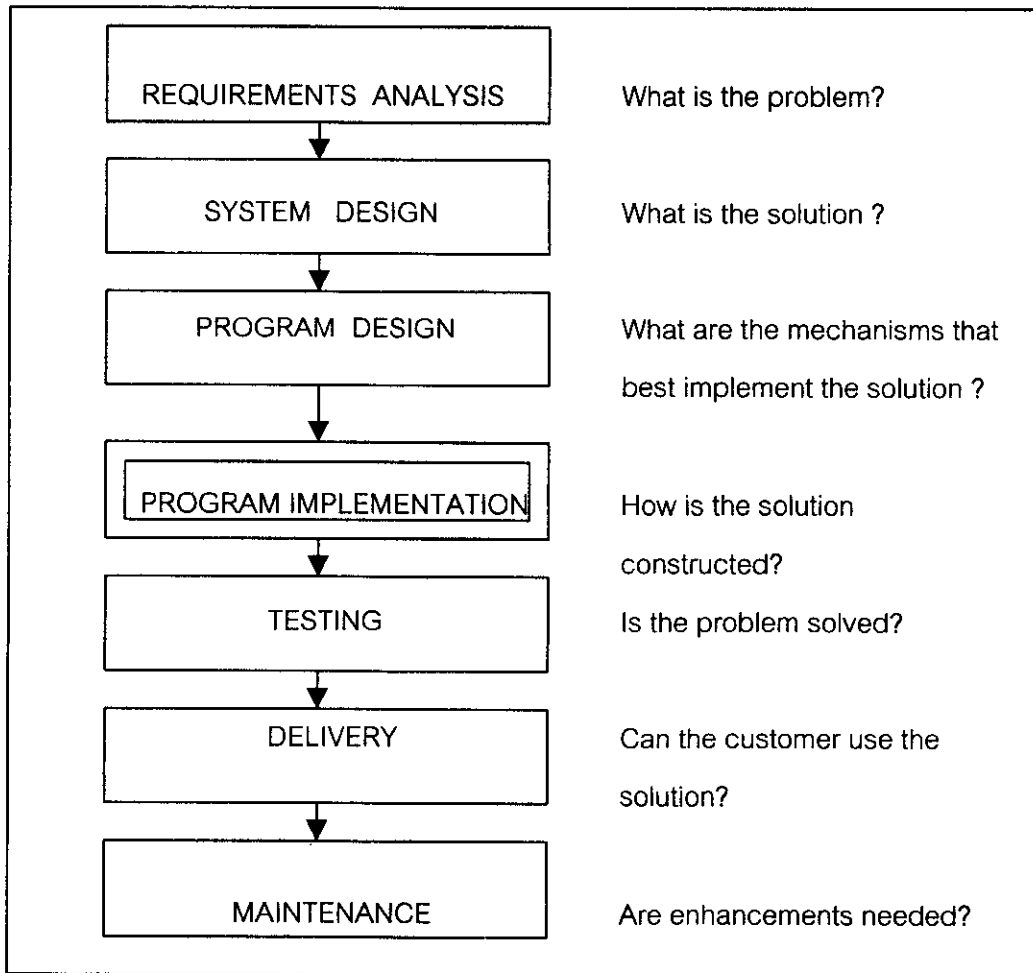 REQUIREMENTS ANALYSIS
What is the problem?
SYSTEM DESIGN
What is the solution ?
PROGRAM DESIGN
What are the mechanisms that
best implement the solution ?
PROGRAM IMPLEMENTATION
How is the solution
constructed?
TESTING
Is the problem solved?
DELIVERY
Can the customer use the
solution?
MAINTENANCE
Are enhancements needed?